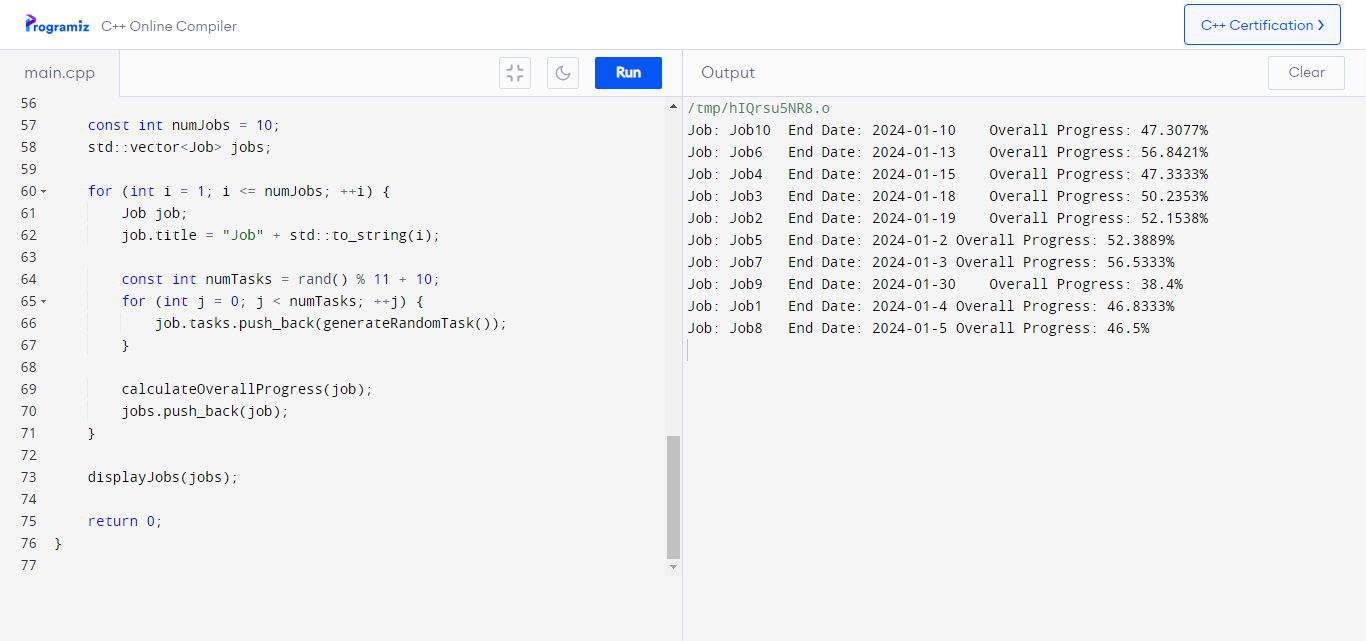 Programiz C++ Online Compiler C++ Certification >
main.cpp Run Output Clear
56
57 const int numJobs = 10;
58 std::vector<Job> jobs;
59
60 for (int i = 1; i <= numJobs; ++i) {
61 Job job;
62 job.title = "Job" + std::to_string(i);
63
64 const int numTasks = rand() % 11 + 10;
65 for (int j = 0; j < numTasks; ++j) {
66 job.tasks.push_back(generateRandomTask());
67 }
68
69 calculateOverallProgress(job);
70 jobs.push_back(job);
71 }
72
73 displayJobs(jobs);
74
75 return 0;
76 }
77
/tmp/hIQrsu5NR8.o
Job: Job10 End Date: 2024-01-10 Overall Progress: 47.3077%
Job: Job6 End Date: 2024-01-13 Overall Progress: 56.8421%
Job: Job4 End Date: 2024-01-15 Overall Progress: 47.3333%
Job: Job3 End Date: 2024-01-18 Overall Progress: 50.2353%
Job: Job2 End Date: 2024-01-19 Overall Progress: 52.1538%
Job: Job5 End Date: 2024-01-2 Overall Progress: 52.3889%
Job: Job7 End Date: 2024-01-3 Overall Progress: 56.5333%
Job: Job9 End Date: 2024-01-30 Overall Progress: 38.4%
Job: Job1 End Date: 2024-01-4 Overall Progress: 46.8333%
Job: Job8 End Date: 2024-01-5 Overall Progress: 46.5%